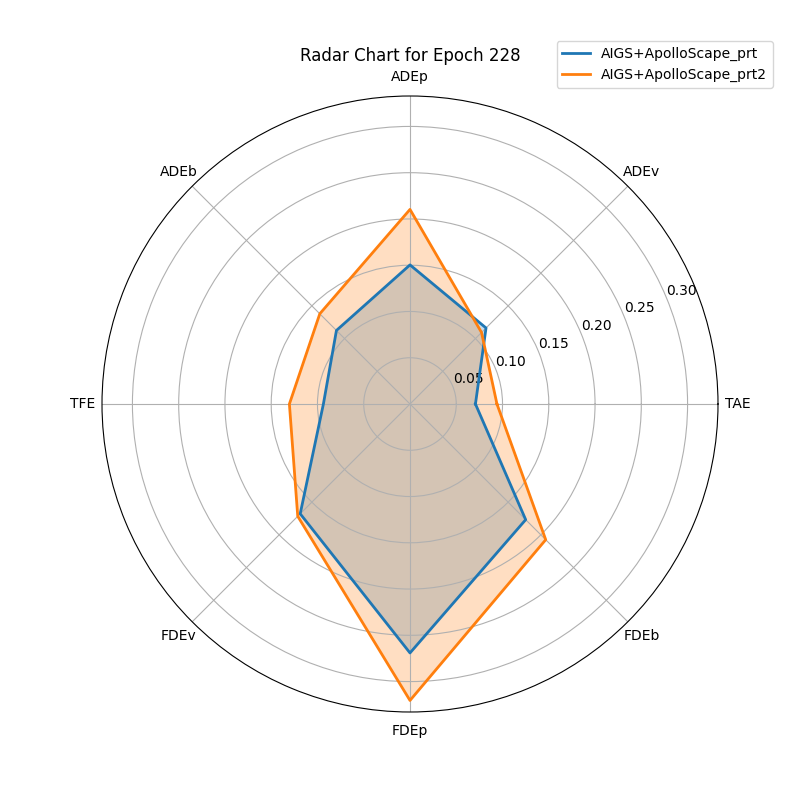 AIGS+ApolloScape_prt
AIGS+ApolloScape_prt2
Radar Chart for Epoch 228
ADEp
ADEb
ADEv
0.30
0.25
0.20
0.15
0.10
0.05
TFE
TAE
FDEv
FDEb
FDEp